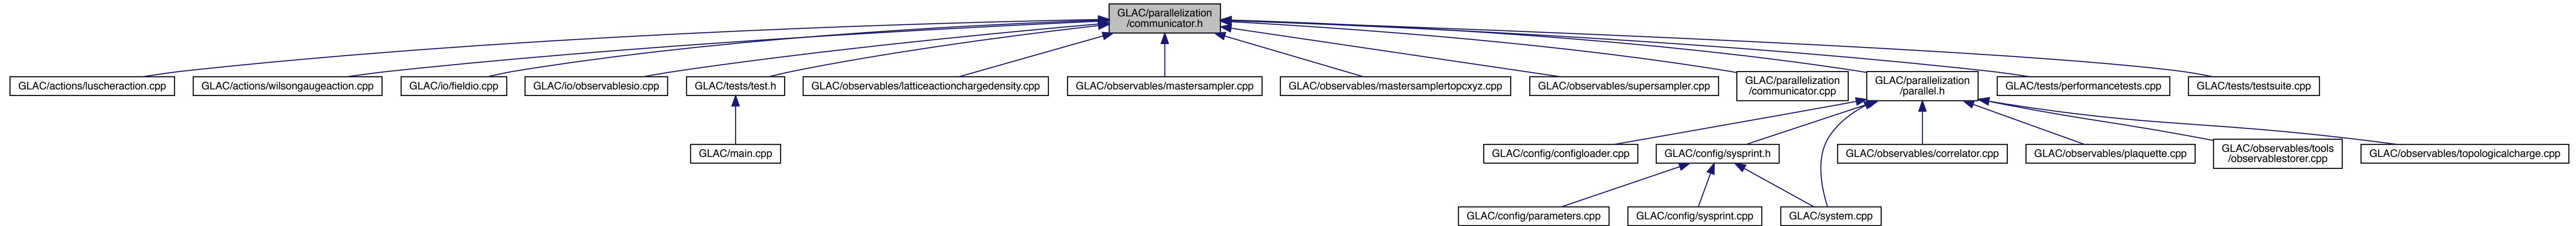 GLAC/parallelization
/communicator.h
GLAC/actions/luscheraction.cpp
GLAC/actions/wilsongaugeaction.cpp
GLAC/io/fieldio.cpp
GLAC/io/observablesio.cpp
GLAC/tests/test.h
GLAC/observables/latticeactionchargedensity.cpp
GLAC/observables/mastersampler.cpp
GLAC/observables/mastersamplertopcxyz.cpp
GLAC/observables/supersampler.cpp
GLAC/parallelization
/communicator.cpp
GLAC/parallelization
/parallel.h
GLAC/tests/performancetests.cpp
GLAC/tests/testsuite.cpp
GLAC/main.cpp
GLAC/config/configloader.cpp
GLAC/config/sysprint.h
GLAC/observables/correlator.cpp
GLAC/observables/plaquette.cpp
GLAC/observables/tools
/observablestorer.cpp
GLAC/observables/topologicalcharge.cpp
GLAC/config/parameters.cpp
GLAC/config/sysprint.cpp
GLAC/system.cpp